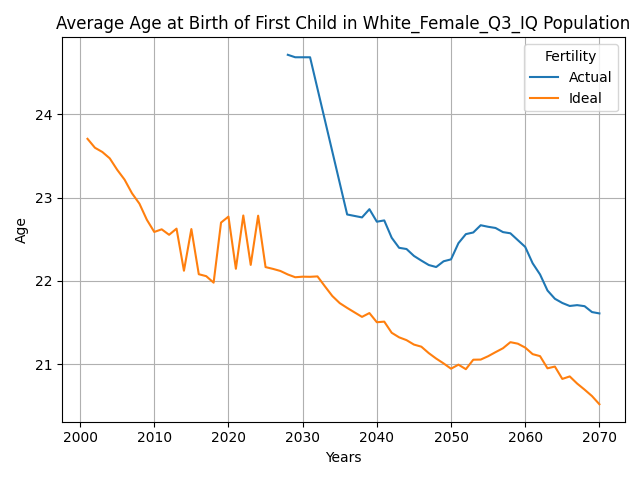 Average Age at Birth of First Child in White_Female_Q3_IQ Population
Fertility
Actual
Ideal
24
23
22
21
Age
2000 2010 2020 2030 2040 2050 2060 2070
Years